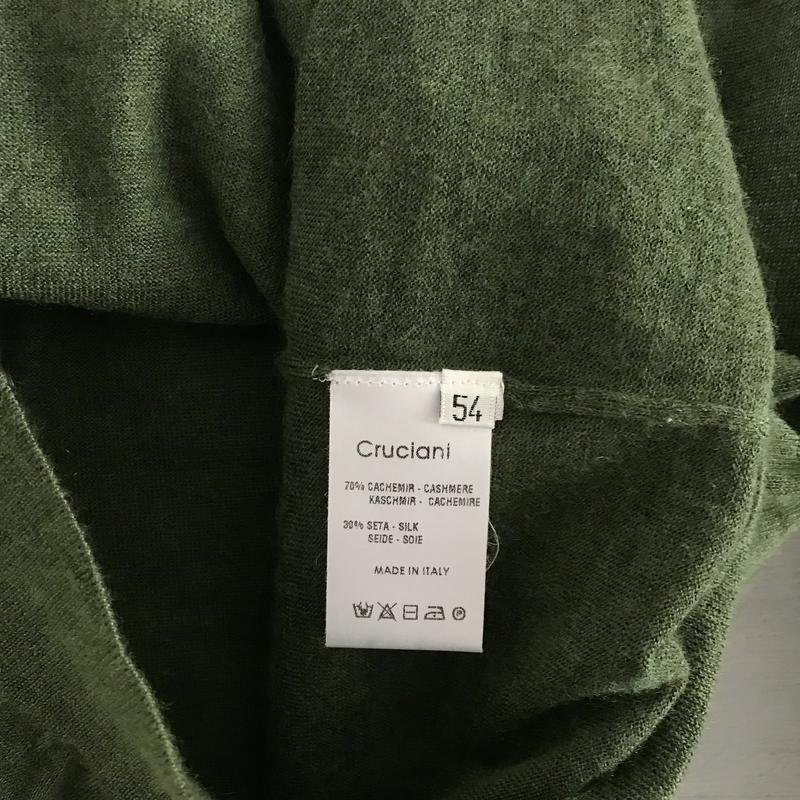 54
Cruciani
70% CACHEMIR - CASHMERE
KASCHMIR - CACHEMIRE
30% SETA - SILK
SEIDE - SOIE
MADE IN ITALY
P